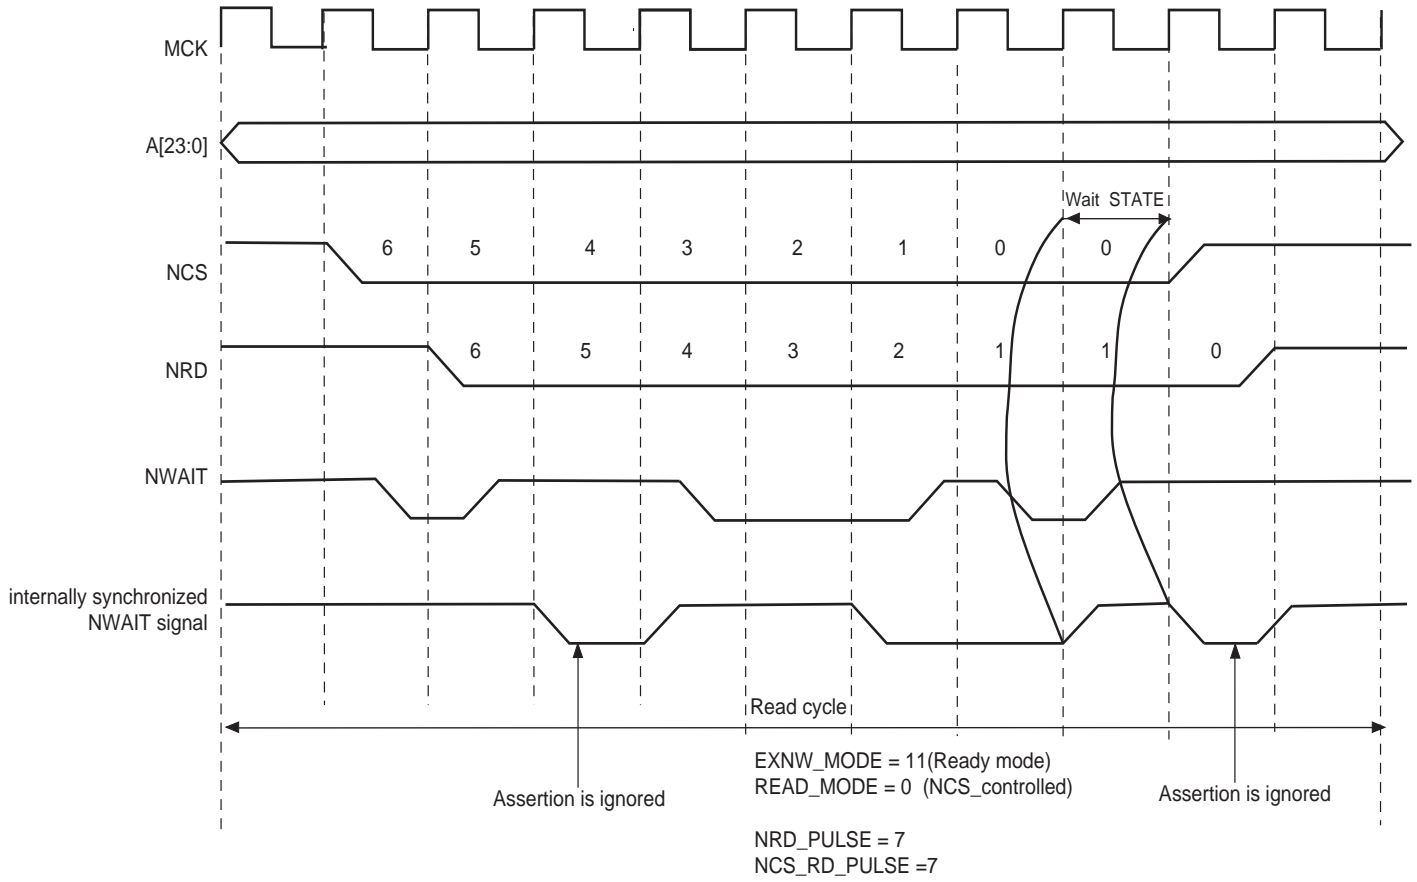 MCK
A[23:0]
Wait STATE
6 5 4 3 2 1 0 0
NCS
6 5 4 3 2 1 1 0
NRD
NWAIT
internally synchronized
NWAIT signal
Read cycle
EXNW_MODE = 11(Ready mode)
READ_MODE = 0 (NCS_controlled)
Assertion is ignored
Assertion is ignored
NRD_PULSE = 7
NCS_RD_PULSE =7